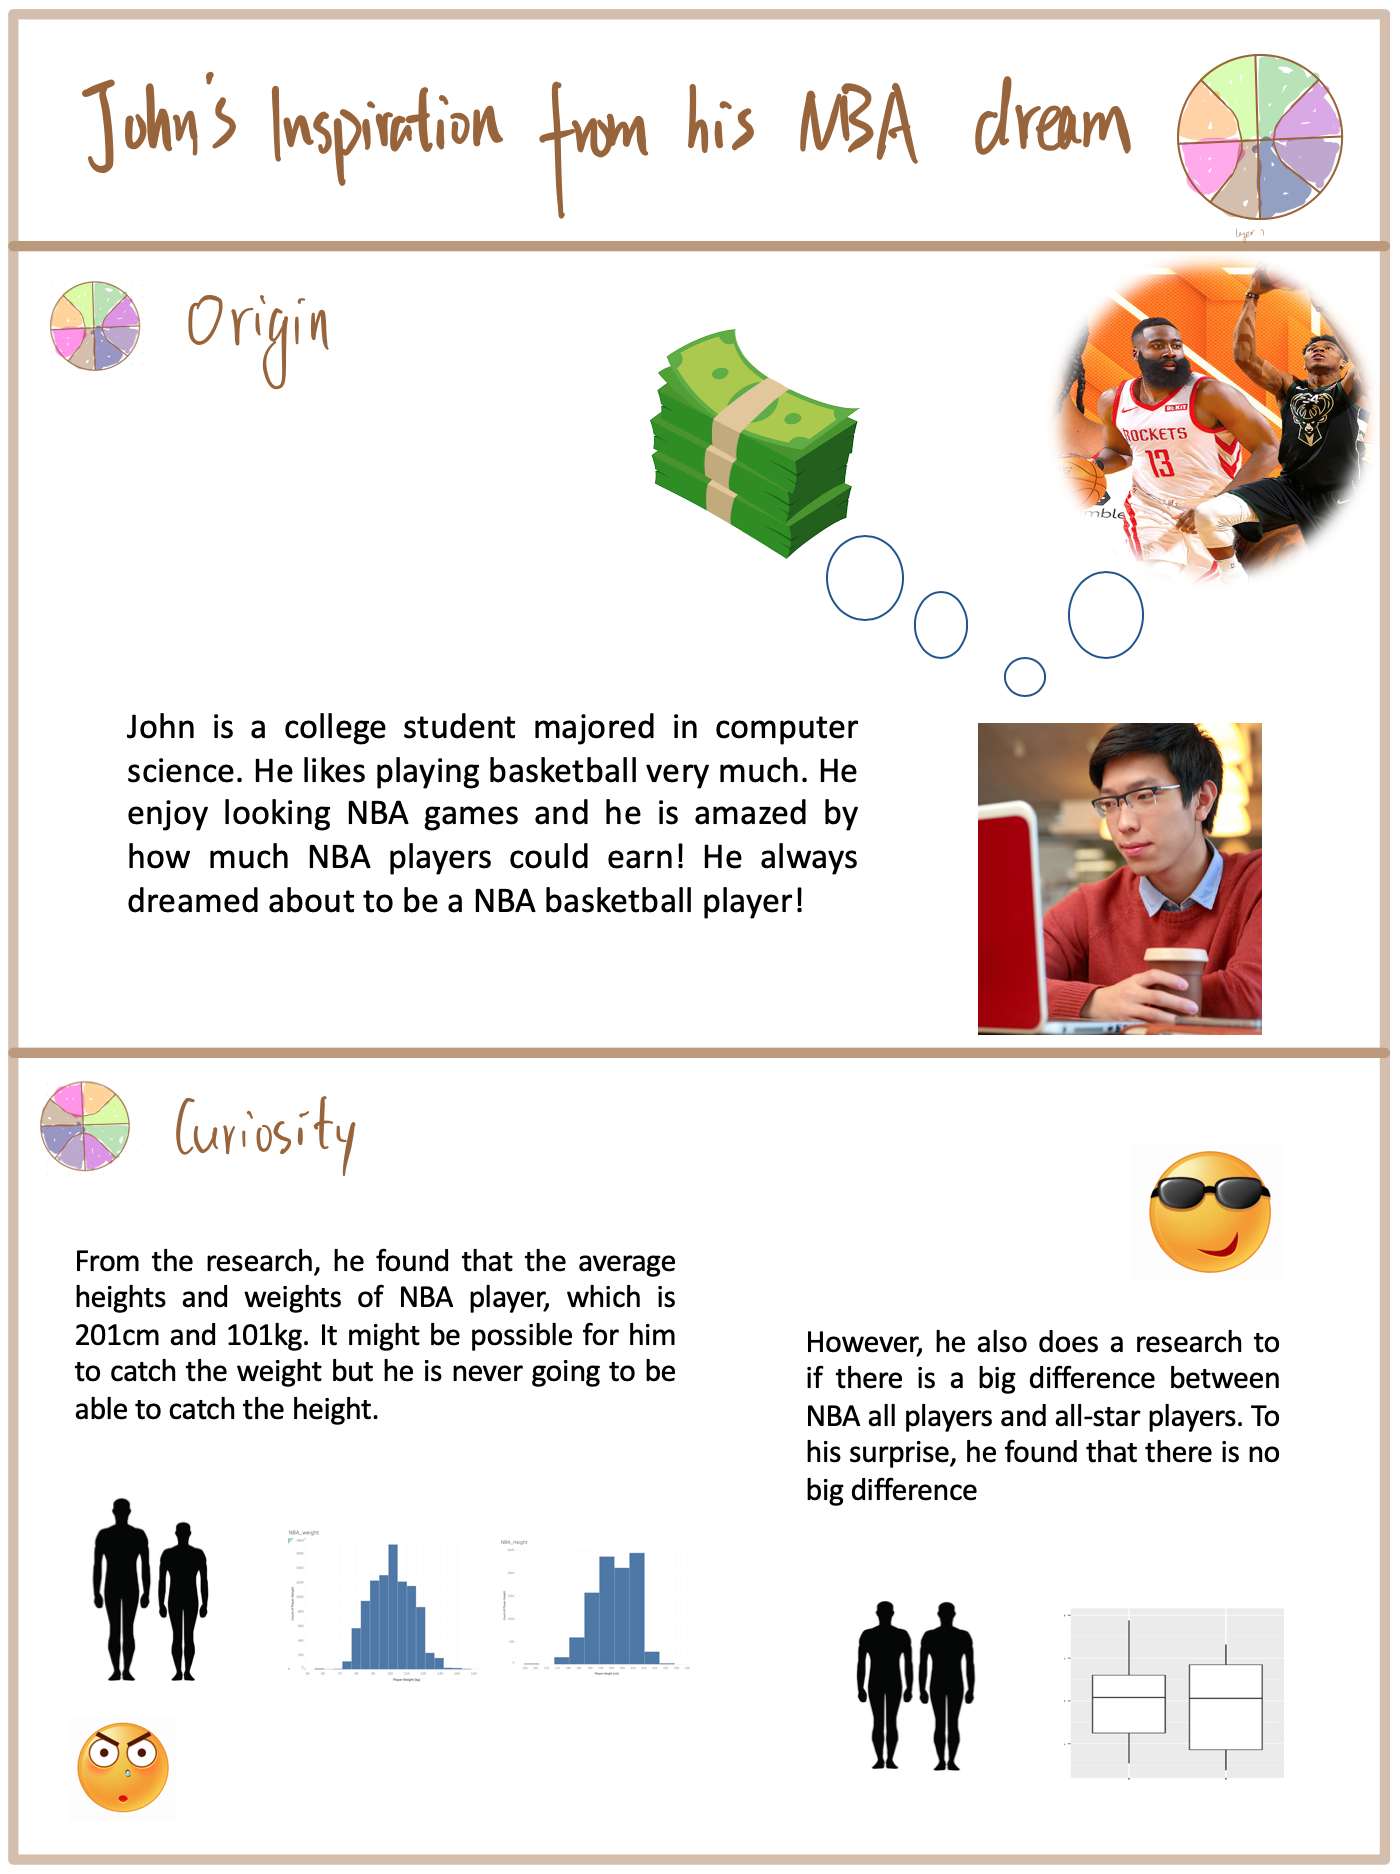 John's Inspiration from his NBA dream
layer 1
Origin
ROCKETS
13
John is a college student majored in computer
science. He likes playing basketball very much. He
enjoy looking NBA games and he is amazed by
how much NBA players could earn! He always
dreamed about to be a NBA basketball player!
Curiosity
From the research, he found that the average
heights and weights of NBA player, which is
201cm and 101kg. It might be possible for him
to catch the weight but he is never going to be
able to catch the height.
However, he also does a research to
if there is a big difference between
NBA all players and all-star players. To
his surprise, he found that there is no
big difference
NBA_weight
NBA_Height
Player Weight (kg)